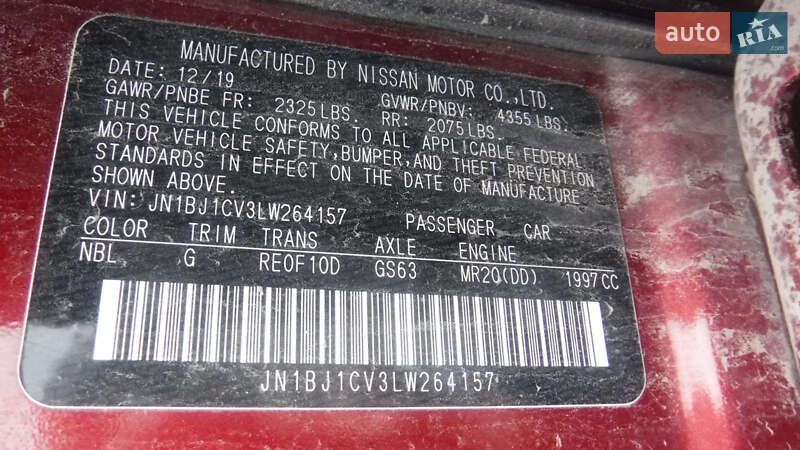 auto RIA.com
MANUFACTURED BY NISSAN MOTOR CO.,LTD.
DATE: 12/19 GVWR/PNBV: 4355 LBS.
GAWR/PNBE FR: 2325 LBS. RR: 2075 LBS.
THIS VEHICLE CONFORMS TO ALL APPLICABLE FEDERAL
MOTOR VEHICLE SAFETY,BUMPER,AND THEFT PREVENTION
STANDARDS IN EFFECT ON THE DATE OF MANUFACTURE
SHOWN ABOVE.
VIN: JN1BJ1CV3LW264157 PASSENGER CAR
COLOR TRIM TRANS AXLE ENGINE
NBL G RE0F10D GS63 MR20(DD) 1997CC
JN1BJ1CV3LW264157